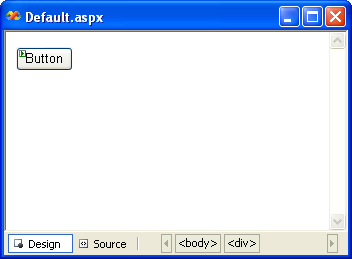 Default.aspx
Button
Design Source <body> <div>